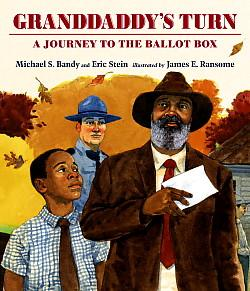 GRANDDADDY'S TURN
A JOURNEY TO THE BALLOT BOX
Michael S. Bandy and Eric Stein illustrated by James E. Ransome